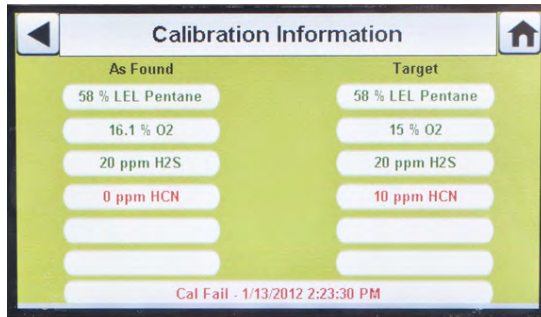 Calibration Information
As Found Target
58 % LEL Pentane 58 % LEL Pentane
16.1 % O2 15 % O2
20 ppm H2S 20 ppm H2S
0 ppm HCN 10 ppm HCN
Cal Fail - 1/13/2012 2:23:30 PM